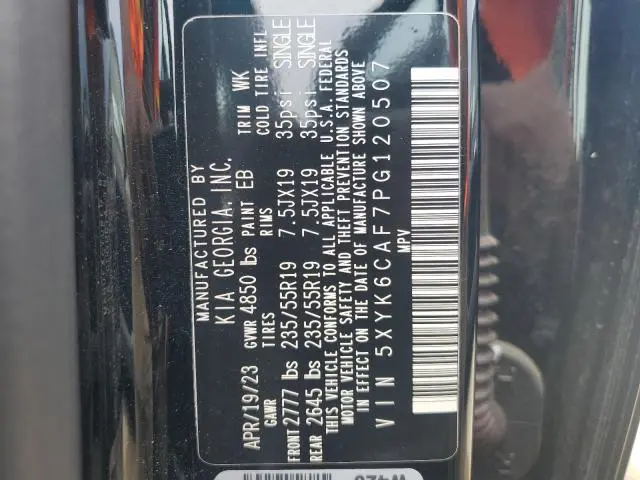 MANUFACTURED BY
KIA GEORGIA, INC.
APR/19/23 GVWR 4850 lbs PAINT EB TRIM WK
GAWR TIRES RIMS COLD TIRE INFL
FRONT 2777 lbs 235/55R19 7.5JX19 35psi SINGLE
REAR 2645 lbs 235/55R19 7.5JX19 35psi SINGLE
THIS VEHICLE CONFORMS TO ALL APPLICABLE U.S.A. FEDERAL
MOTOR VEHICLE SAFETY AND THEFT PREVENTION STANDARDS
IN EFFECT ON THE DATE OF MANUFACTURE SHOWN ABOVE
VIN 5XYK6CAF7PG120507
MPV